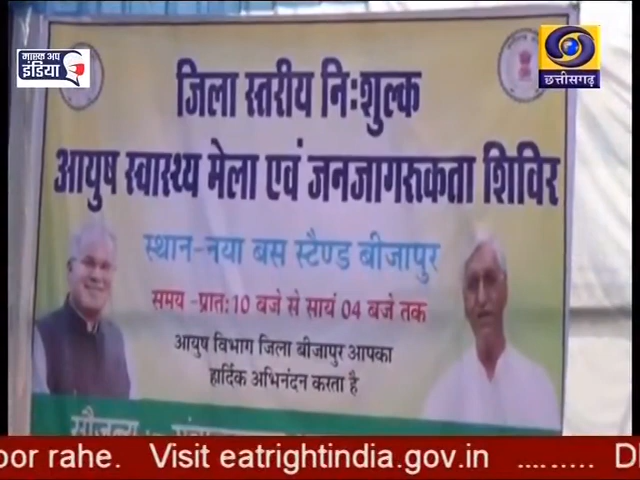 मास्क अप
इंडिया
छत्तीसगढ़
जिला स्तरीय निःशुल्क
आयुष स्वास्थ्य मेला एवं जनजागरूकता शिविर
स्थान-नया बस स्टैण्ड बीजापुर
समय -प्रात:10 बजे से सायं 04 बजे तक
आयुष विभाग जिला बीजापुर आपका
हार्दिक अभिनंदन करता है
सौजन्य
oor rahe. Visit eatrightindia.gov.in ......... D